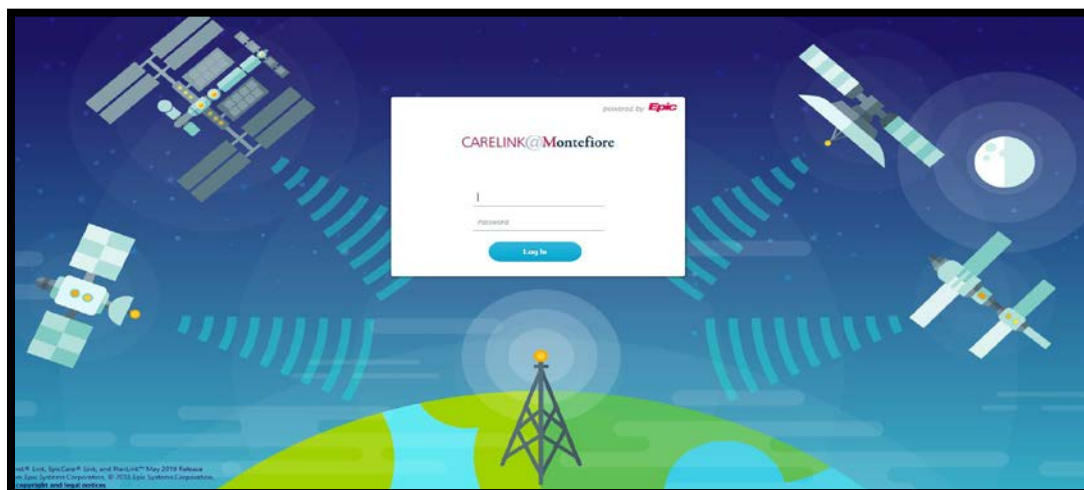 powered by Epic
CARELINK@Montefiore
Password
Log In
Link, EpicCare® Link, and PlanLink™ May 2019 Release
Epic Systems Corporation, © 2018 Epic Systems Corporation.
copyright and legal notices